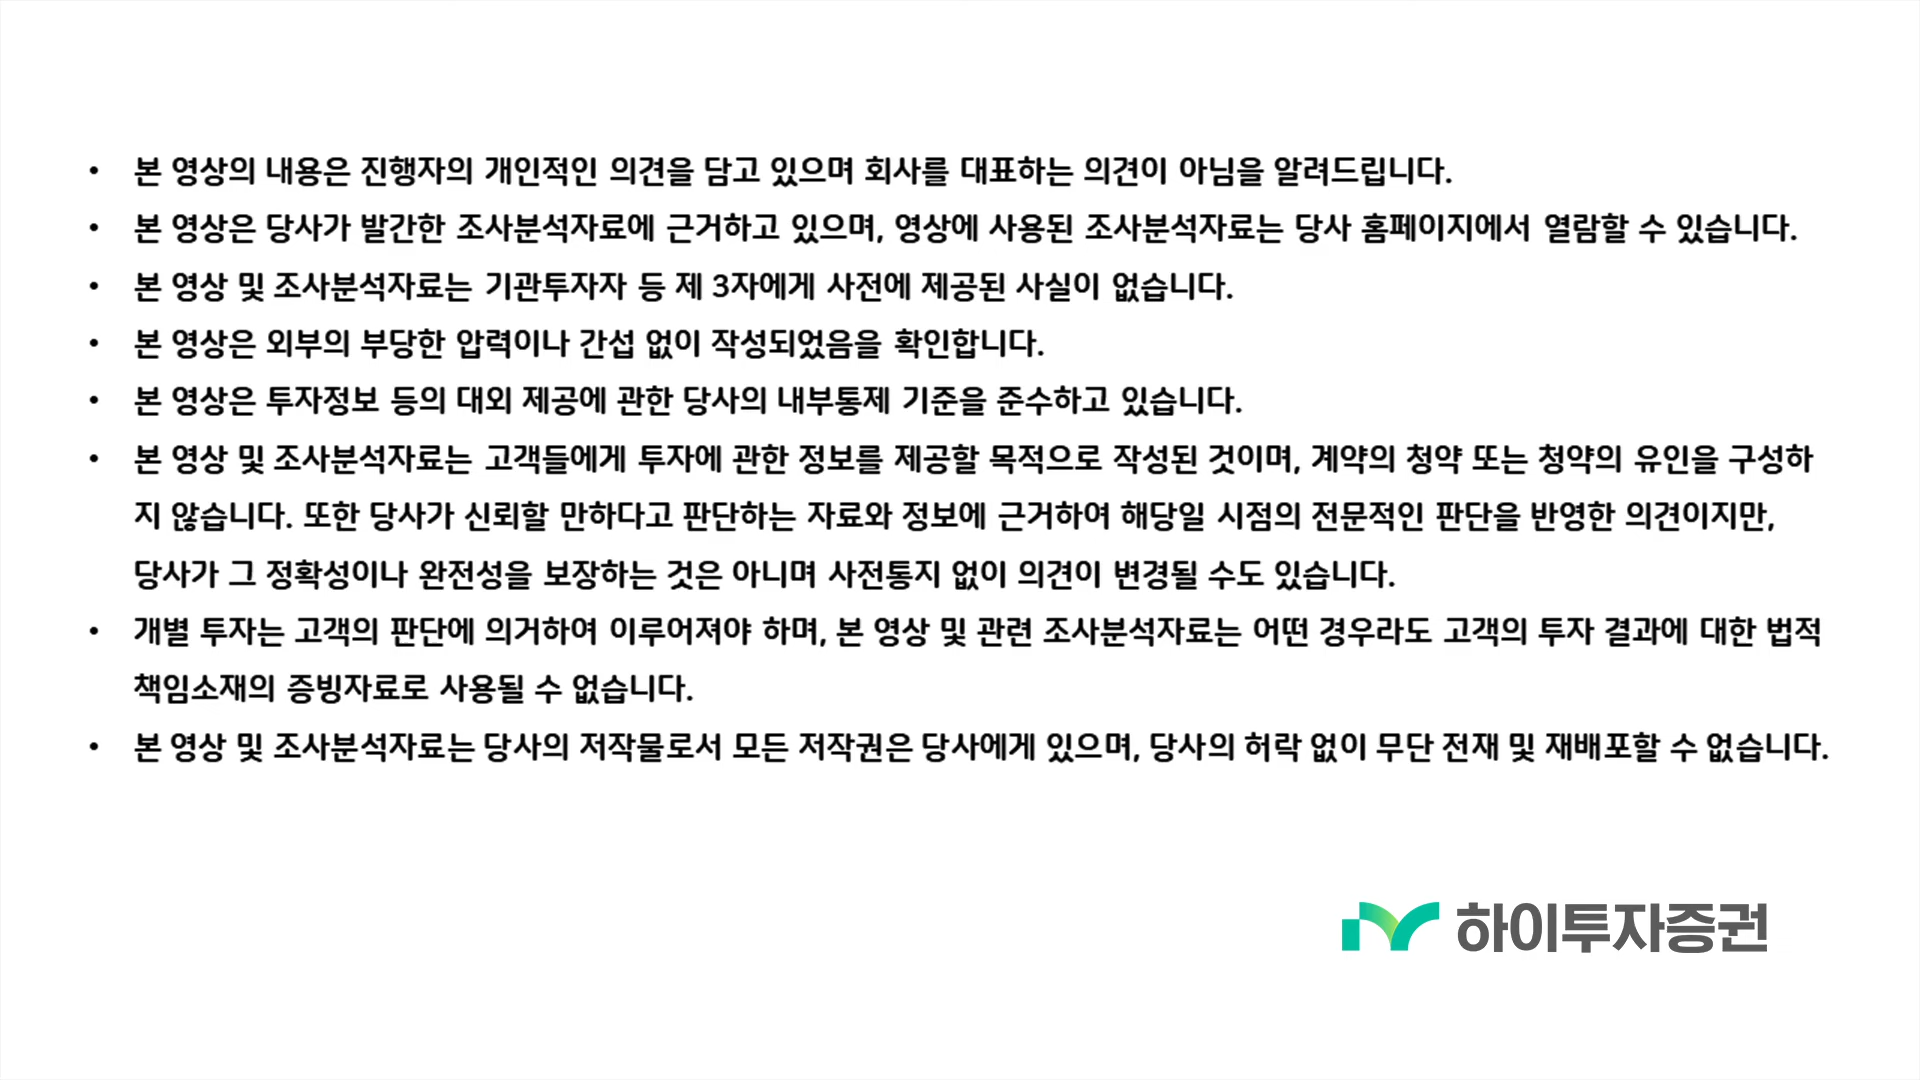 • 본 영상의 내용은 진행자의 개인적인 의견을 담고 있으며 회사를 대표하는 의견이 아님을 알려드립니다.
• 본 영상은 당사가 발간한 조사분석자료에 근거하고 있으며, 영상에 사용된 조사분석자료는 당사 홈페이지에서 열람할 수 있습니다.
• 본 영상 및 조사분석자료는 기관투자자 등 제 3자에게 사전에 제공된 사실이 없습니다.
• 본 영상은 외부의 부당한 압력이나 간섭 없이 작성되었음을 확인합니다.
• 본 영상은 투자정보 등의 대외 제공에 관한 당사의 내부통제 기준을 준수하고 있습니다.
• 본 영상 및 조사분석자료는 고객들에게 투자에 관한 정보를 제공할 목적으로 작성된 것이며, 계약의 청약 또는 청약의 유인을 구성하
지 않습니다. 또한 당사가 신뢰할 만하다고 판단하는 자료와 정보에 근거하여 해당일 시점의 전문적인 판단을 반영한 의견이지만,
당사가 그 정확성이나 완전성을 보장하는 것은 아니며 사전통지 없이 의견이 변경될 수도 있습니다.
• 개별 투자는 고객의 판단에 의거하여 이루어져야 하며, 본 영상 및 관련 조사분석자료는 어떤 경우라도 고객의 투자 결과에 대한 법적
책임소재의 증빙자료로 사용될 수 없습니다.
• 본 영상 및 조사분석자료는 당사의 저작물로서 모든 저작권은 당사에게 있으며, 당사의 허락 없이 무단 전재 및 재배포할 수 없습니다.
하이투자증권